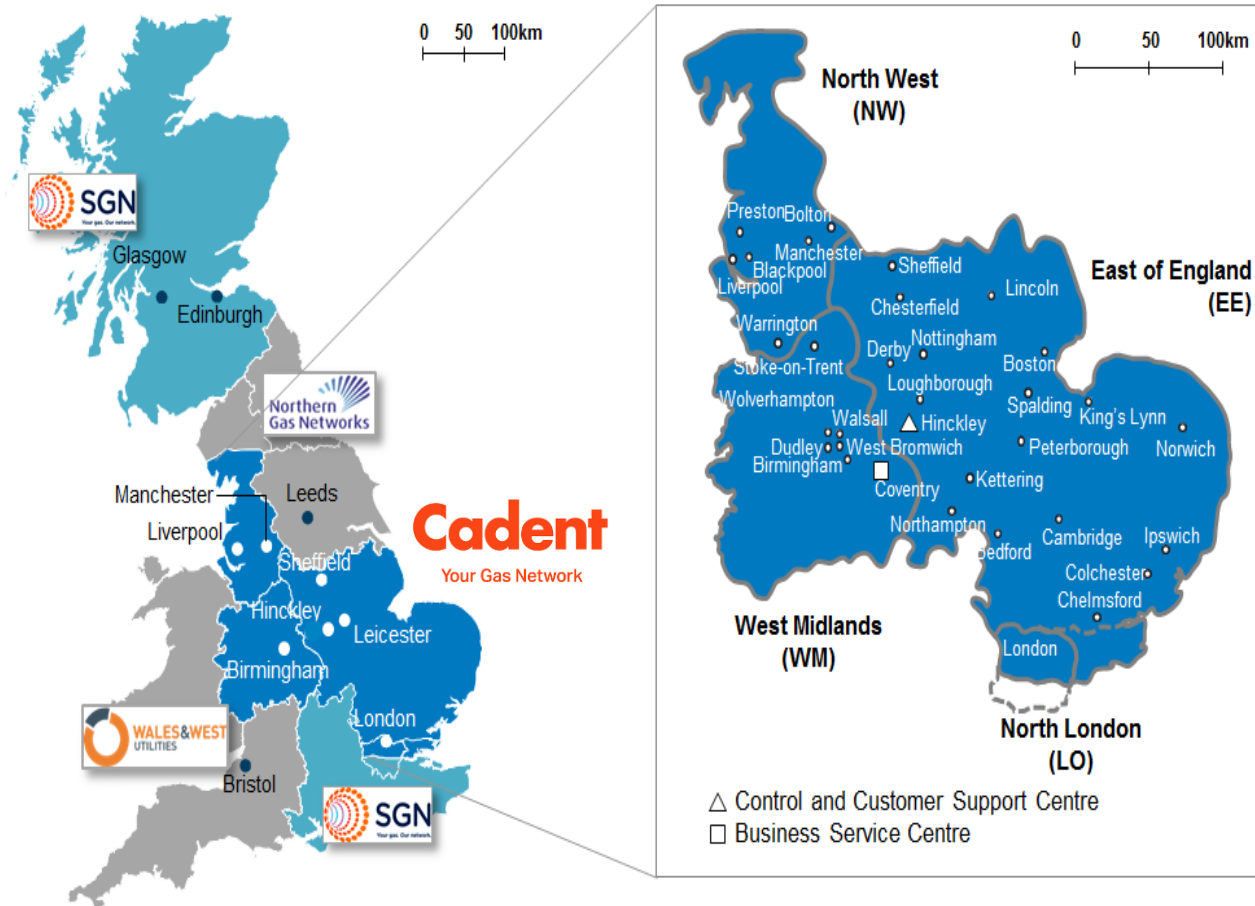 0 50 100km
SGN
Your gas. Our network.
Glasgow
Edinburgh
Northern
Gas Networks
Manchester
Leeds
Liverpool
Sheffield
Cadent
Your Gas Network
Hinckley
Leicester
Birmingham
WALES&WEST
UTILITIES
London
Bristol
SGN
Your gas. Our network.
0 50 100km
North West
(NW)
Preston
Bolton
Manchester
Blackpool
Liverpool
Sheffield
East of England
(EE)
Chesterfield
Lincoln
Warrington
Stoke-on-Trent
Derby
Nottingham
Boston
Loughborough
Wolverhampton
Spalding
King's Lynn
Walsall
Hinckley
Norwich
Dudley
West Bromwich
Peterborough
Birmingham
Coventry
Kettering
Northampton
Bedford
Cambridge
Ipswich
Colchester
Chelmsford
West Midlands
(WM)
London
North London
(LO)
Control and Customer Support Centre
Business Service Centre